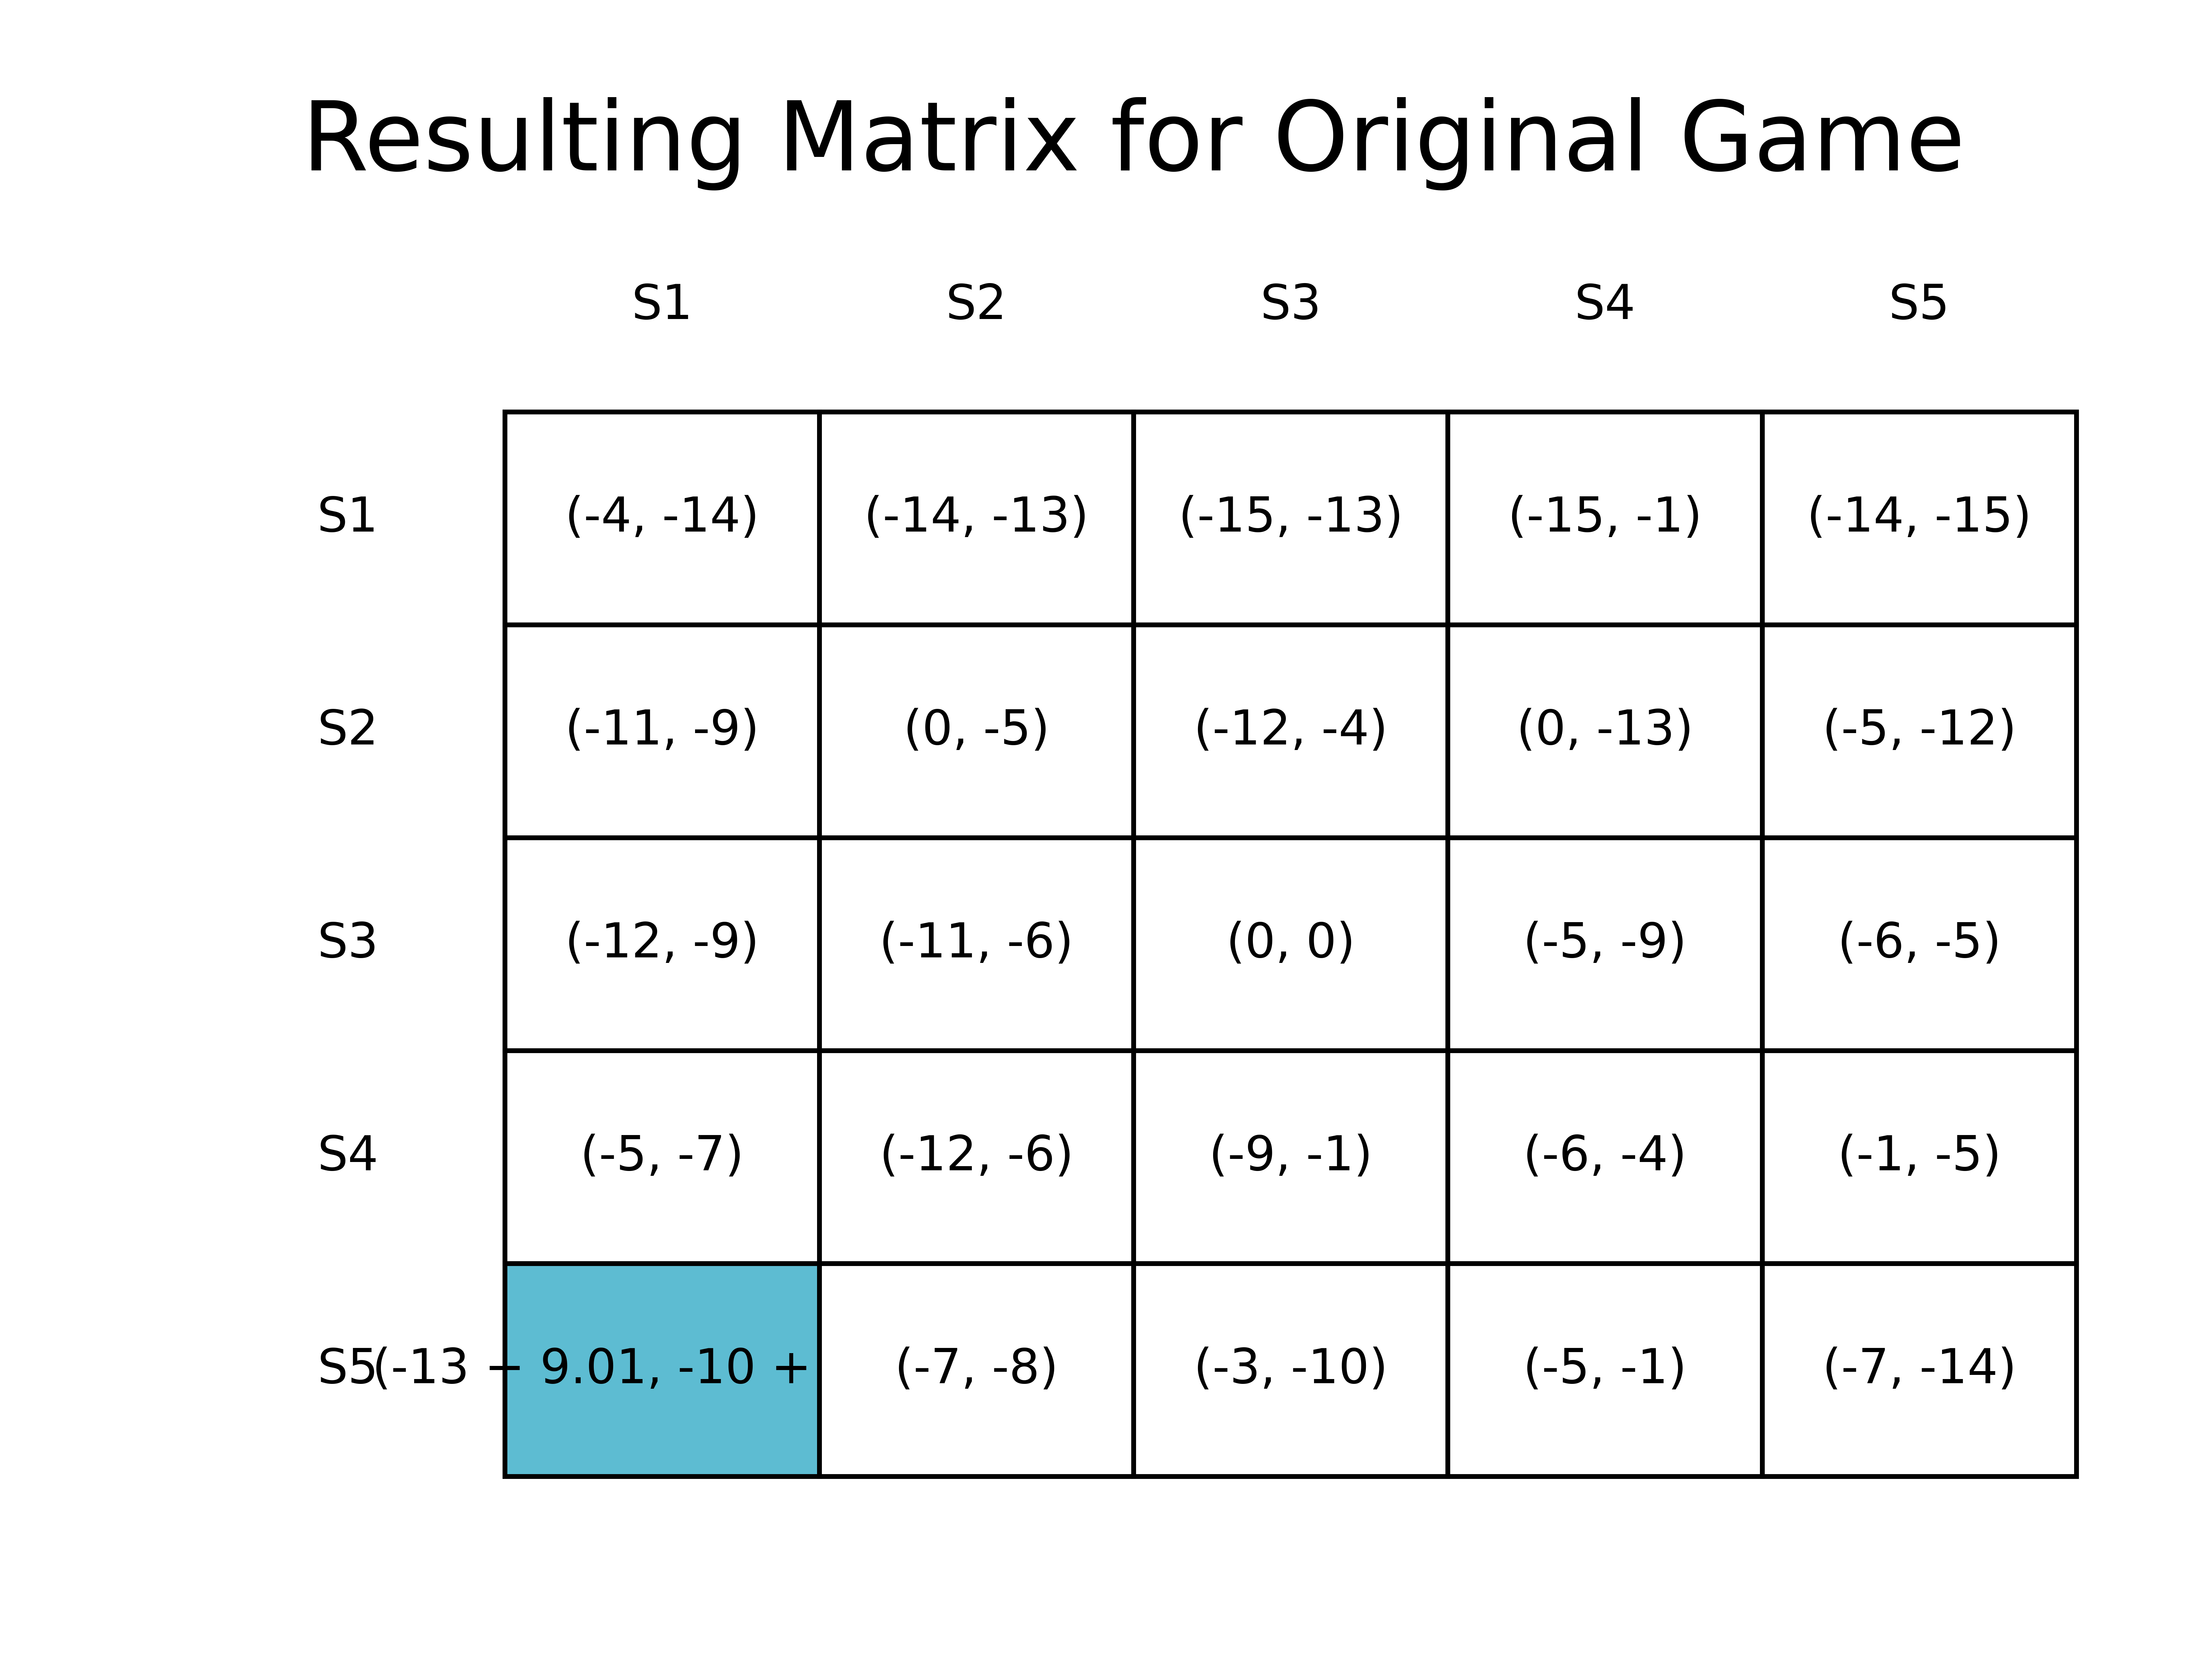 Resulting Matrix for Original Game
S1 S2 S3 S4 S5
S1 (-4, -14) (-14, -13) (-15, -13) (-15, -1) (-14, -15)
S2 (-11, -9) (0, -5) (-12, -4) (0, -13) (-5, -12)
S3 (-12, -9) (-11, -6) (0, 0) (-5, -9) (-6, -5)
S4 (-5, -7) (-12, -6) (-9, -1) (-6, -4) (-1, -5)
S5 (-13 + 9.01, -10 + (-7, -8) (-3, -10) (-5, -1) (-7, -14)